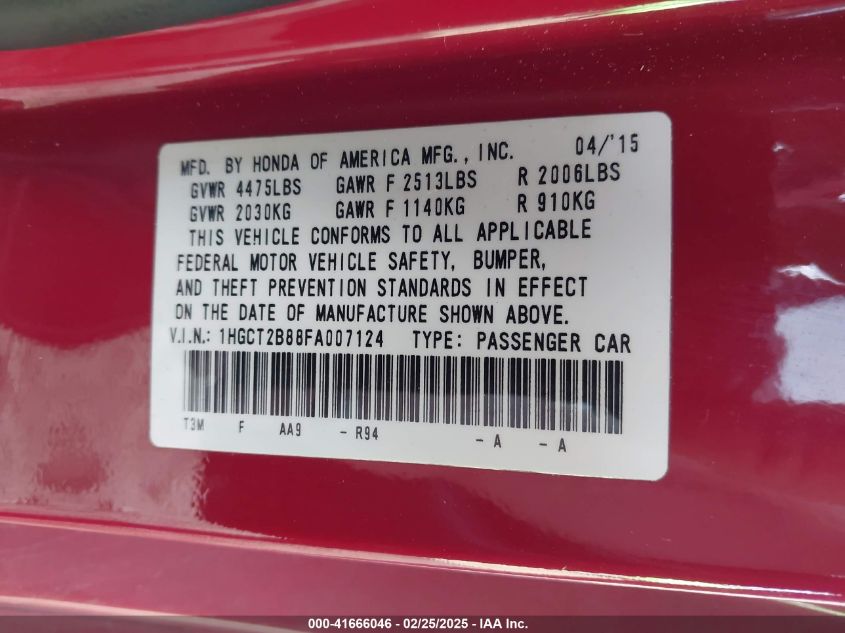 MFD. BY HONDA OF AMERICA MFG., INC. 04/'15
GVWR 4475LBS GAWR F 2513LBS R 2006LBS
GVWR 2030KG GAWR F 1140KG R 910KG
THIS VEHICLE CONFORMS TO ALL APPLICABLE
FEDERAL MOTOR VEHICLE SAFETY, BUMPER,
AND THEFT PREVENTION STANDARDS IN EFFECT
ON THE DATE OF MANUFACTURE SHOWN ABOVE.
V.I.N.: 1HGCT2B88FA007124 TYPE: PASSENGER CAR
T3M F AA9 - R94 - A - A
000-41666046 - 02/25/2025 - IAA Inc.